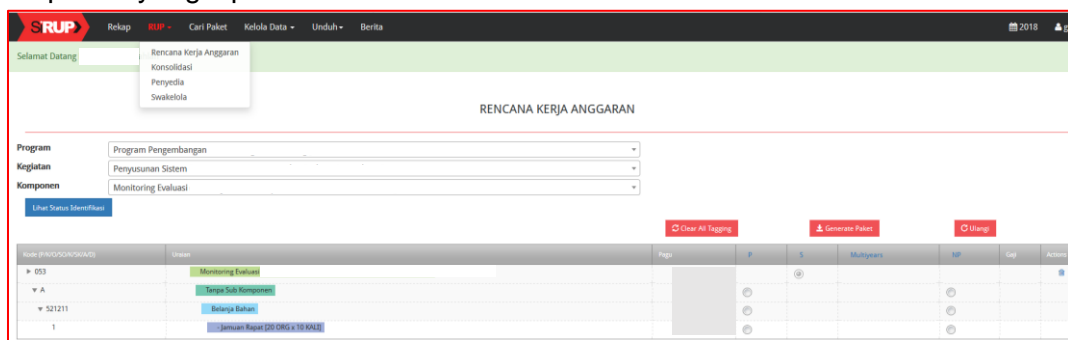 SiRUP Rekap RUP Cari Paket Kelola Data Unduh Berita 2018
Selamat Datang
Rencana Kerja Anggaran
Konsolidasi
Penyedia
Swakelola
RENCANA KERJA ANGGARAN
Program Program Pengembangan
Kegiatan Penyusunan Sistem
Komponen Monitoring Evaluasi
Lihat Status Identifikasi
Clear All Tagging Generate Paket Ulangi
Kode (P/K/O/SO/K/SK/A/D) Uraian Pagu P S Multiyears NP Gaji Actions
053 Monitoring Evaluasi
A Tanpa Sub Komponen
521211 Belanja Bahan
1 - Jamuan Rapat [20 ORG x 10 KALI]